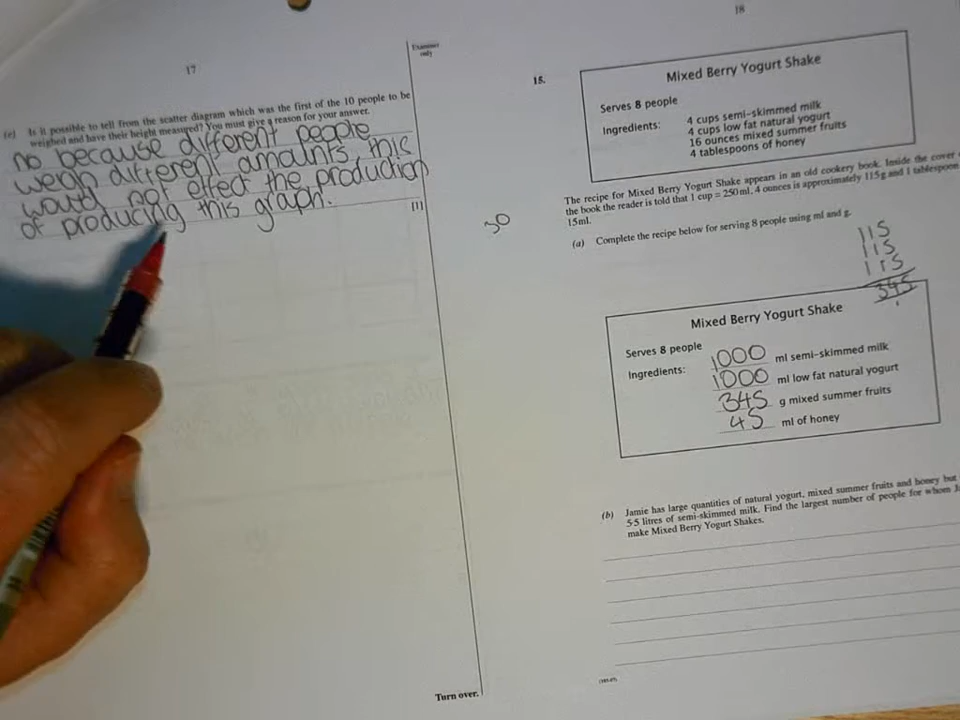 17
Examiner
only
(c) Is it possible to tell from the scatter diagram which was the first of the 10 people to be
weighed and have their height measured? You must give a reason for your answer.
no because different people
weigh different amounts this
would not effect the production
of producing this graph.
[1]
Turn over.
18
15.
Mixed Berry Yogurt Shake
Serves 8 people
Ingredients: 4 cups semi-skimmed milk
4 cups low fat natural yogurt
16 ounces mixed summer fruits
4 tablespoons of honey
The recipe for Mixed Berry Yogurt Shake appears in an old cookery book. Inside the cover
the book the reader is told that 1 cup = 250 ml, 4 ounces is approximately 115 g and 1 tablespoon
15ml.
30
(a) Complete the recipe below for serving 8 people using ml and g.
115
115
115
345
Mixed Berry Yogurt Shake
Serves 8 people
Ingredients: 1000 ml semi-skimmed milk
1000 ml low fat natural yogurt
345 g mixed summer fruits
45 ml of honey
(b) Jamie has large quantities of natural yogurt, mixed summer fruits and honey but
5·5 litres of semi-skimmed milk. Find the largest number of people for whom
make Mixed Berry Yogurt Shakes.